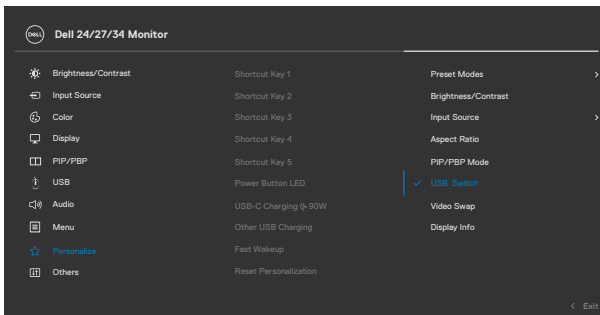 DELL
Dell 24/27/34 Monitor
Brightness/Contrast
Input Source
Color
Display
PIP/PBP
USB
Audio
Menu
Personalize
Others
Shortcut Key 1
Shortcut Key 2
Shortcut Key 3
Shortcut Key 4
Shortcut Key 5
Power Button LED
USB-C Charging 90W
Other USB Charging
Fast Wakeup
Reset Personalization
Preset Modes
Brightness/Contrast
Input Source
Aspect Ratio
PIP/PBP Mode
USB Switch
Video Swap
Display Info
Exit